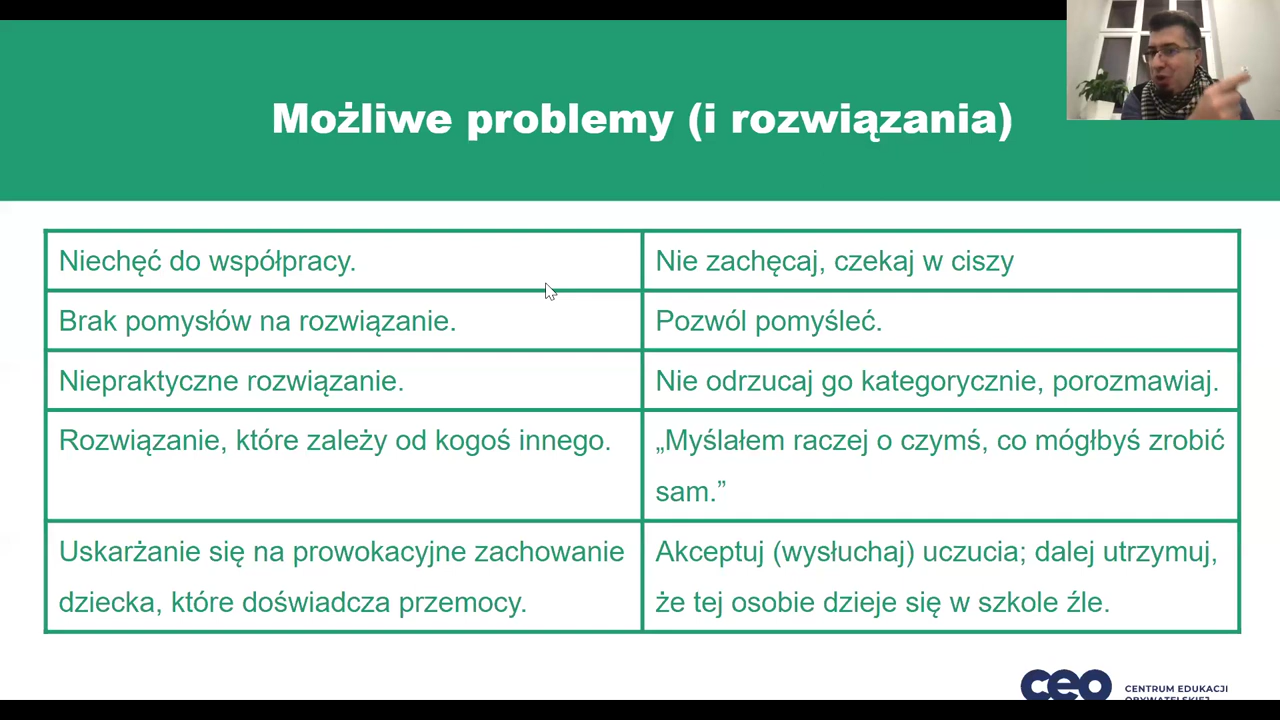 Możliwe problemy (i rozwiązania)
Niechęć do współpracy.
Nie zachęcaj, czekaj w ciszy
Brak pomysłów na rozwiązanie.
Pozwól pomyśleć.
Niepraktyczne rozwiązanie.
Nie odrzucaj go kategorycznie, porozmawiaj.
Rozwiązanie, które zależy od kogoś innego.
„Myślałem raczej o czymś, co mógłbyś zrobić
sam.”
Uskarżanie się na prowokacyjne zachowanie
dziecka, które doświadcza przemocy.
Akceptuj (wysłuchaj) uczucia; dalej utrzymuj,
że tej osobie dzieje się w szkole źle.
ceo
CENTRUM EDUKACJI
OBYWATELSKIEJ